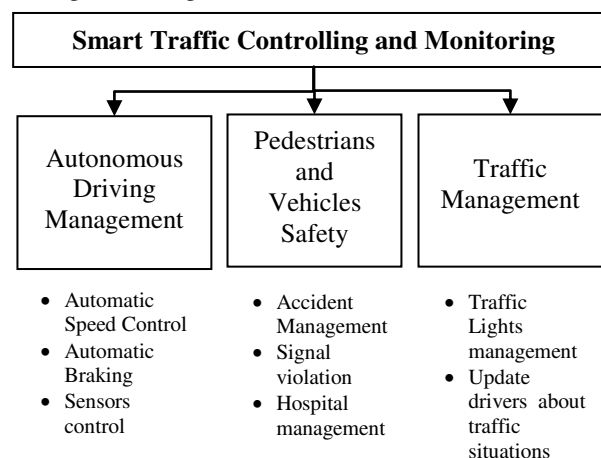 Smart Traffic Controlling and Monitoring
Autonomous
Driving
Management
Pedestrians
and
Vehicles
Safety
Traffic
Management
• Automatic
Speed Control
• Automatic
Braking
• Sensors
control
• Accident
Management
• Signal
violation
• Hospital
management
• Traffic
Lights
management
• Update
drivers about
traffic
situations